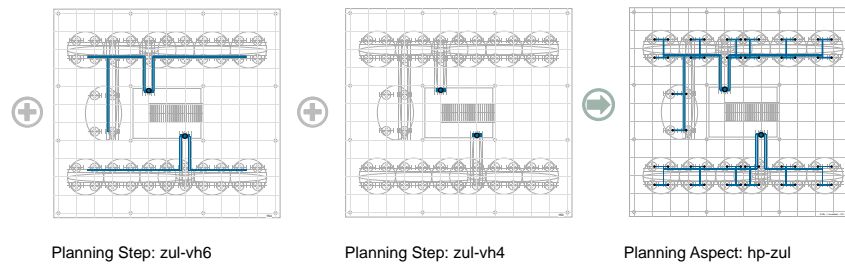 Planning Step: zul-vh6
Planning Step: zul-vh4
Planning Aspect: hp-zul